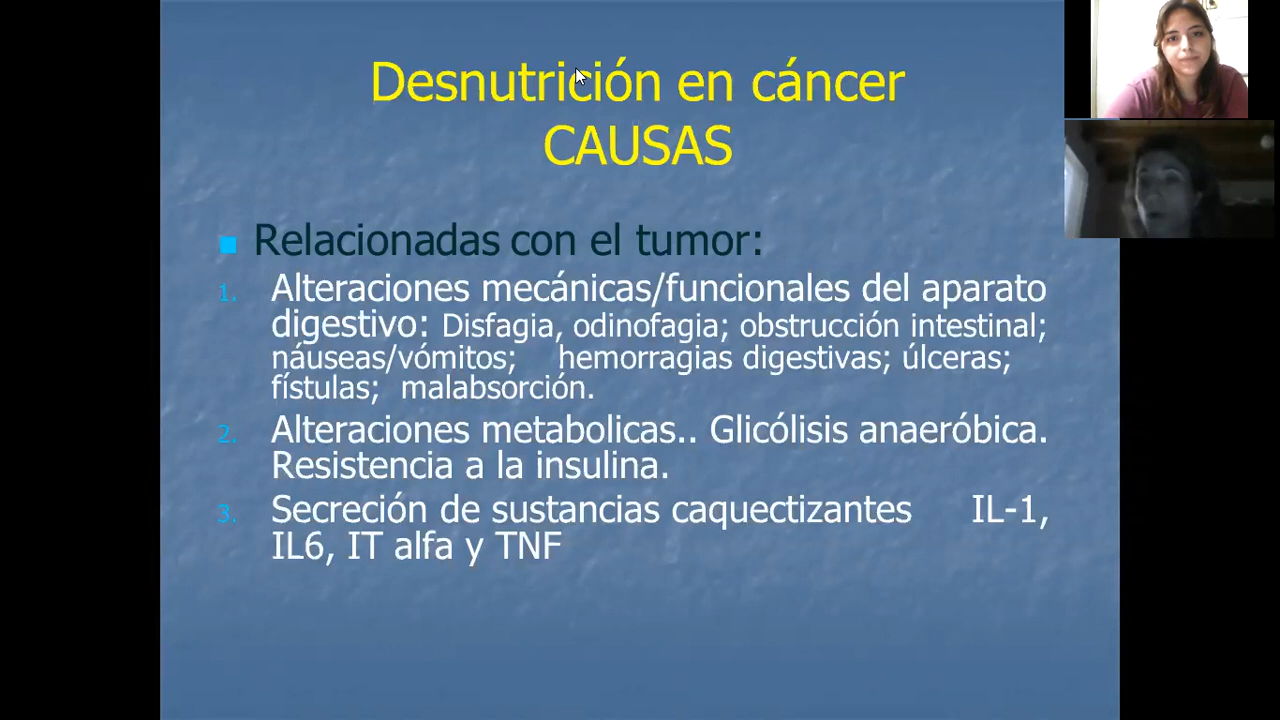 Desnutrición en cáncer
CAUSAS
Relacionadas con el tumor:
1. Alteraciones mecánicas/funcionales del aparato
digestivo: Disfagia, odinofagia; obstrucción intestinal;
náuseas/vómitos; hemorragias digestivas; úlceras;
fístulas; malabsorción.
2. Alteraciones metabolicas.. Glicólisis anaeróbica.
Resistencia a la insulina.
3. Secreción de sustancias caquectizantes IL-1,
IL6, IT alfa y TNF